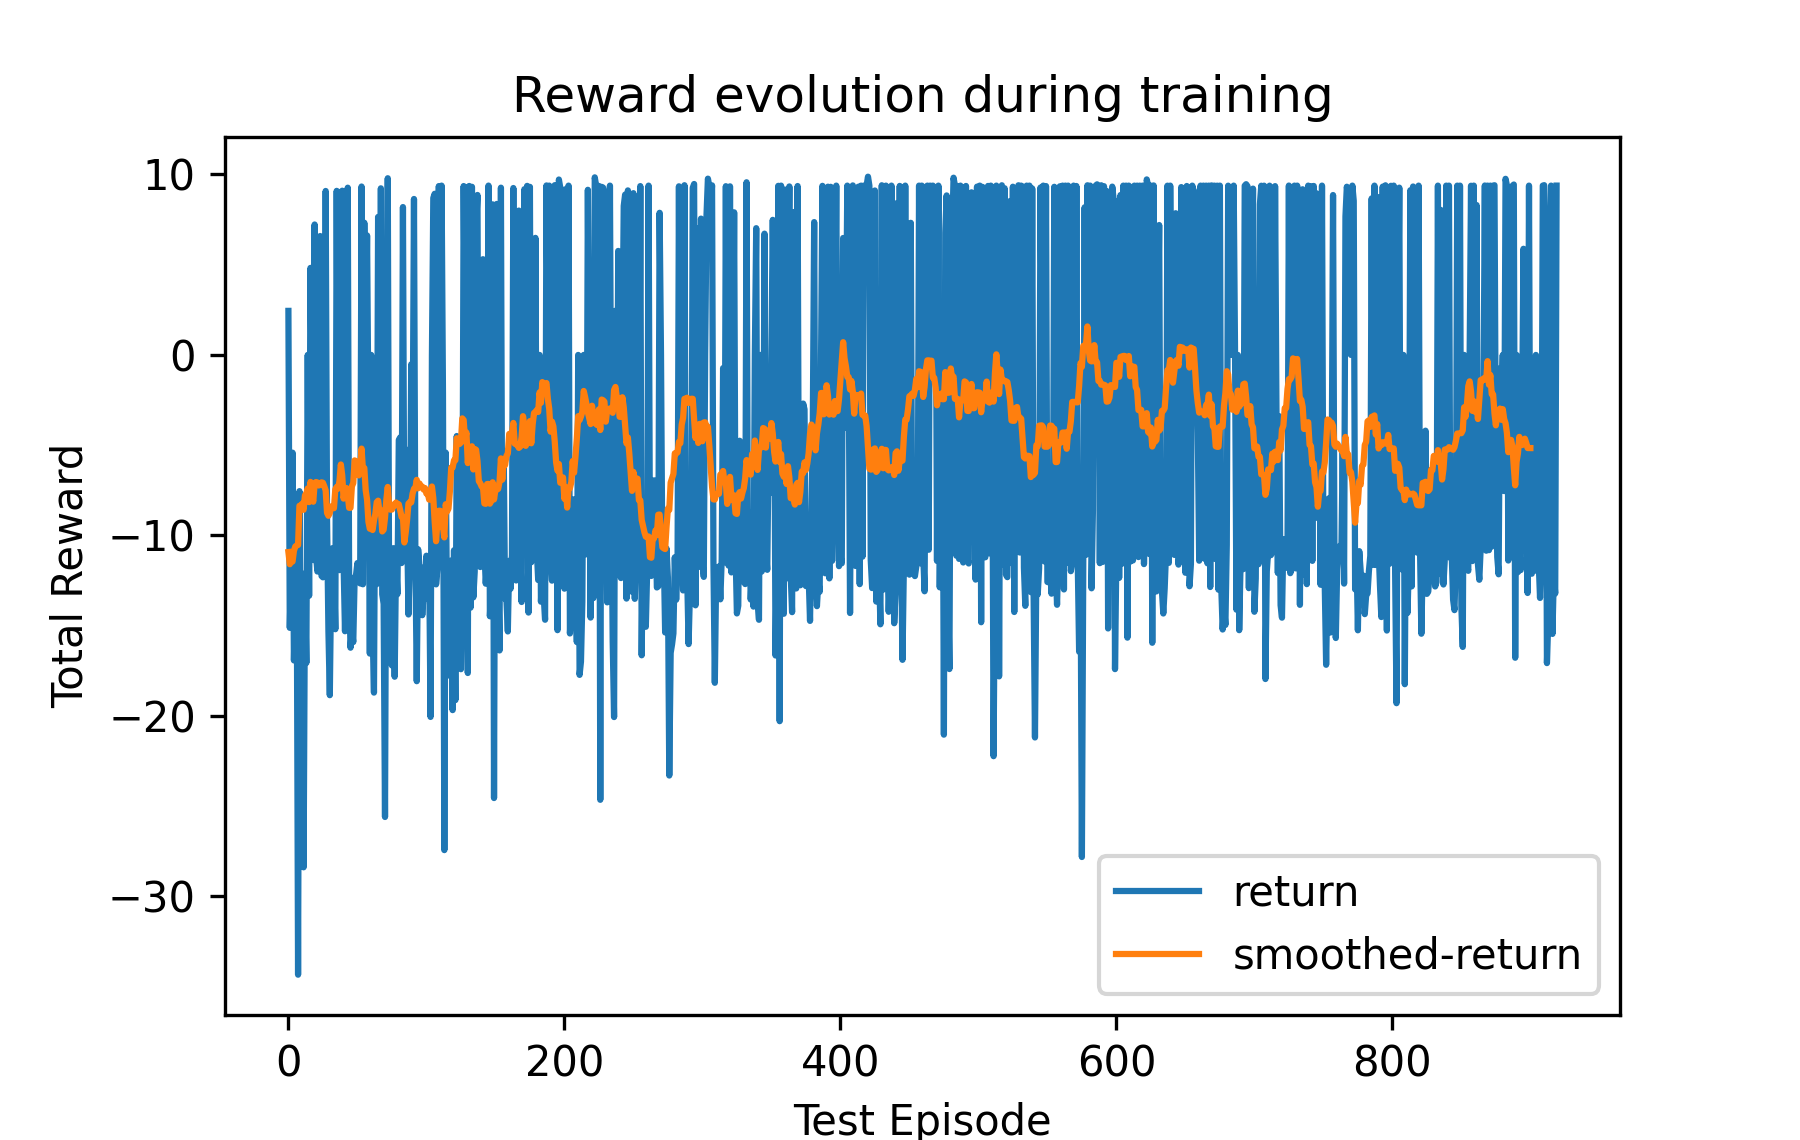 Reward evolution during training
10
0
−10
−20
−30
Total Reward
return
smoothed-return
0
200
400
600
800
Test Episode